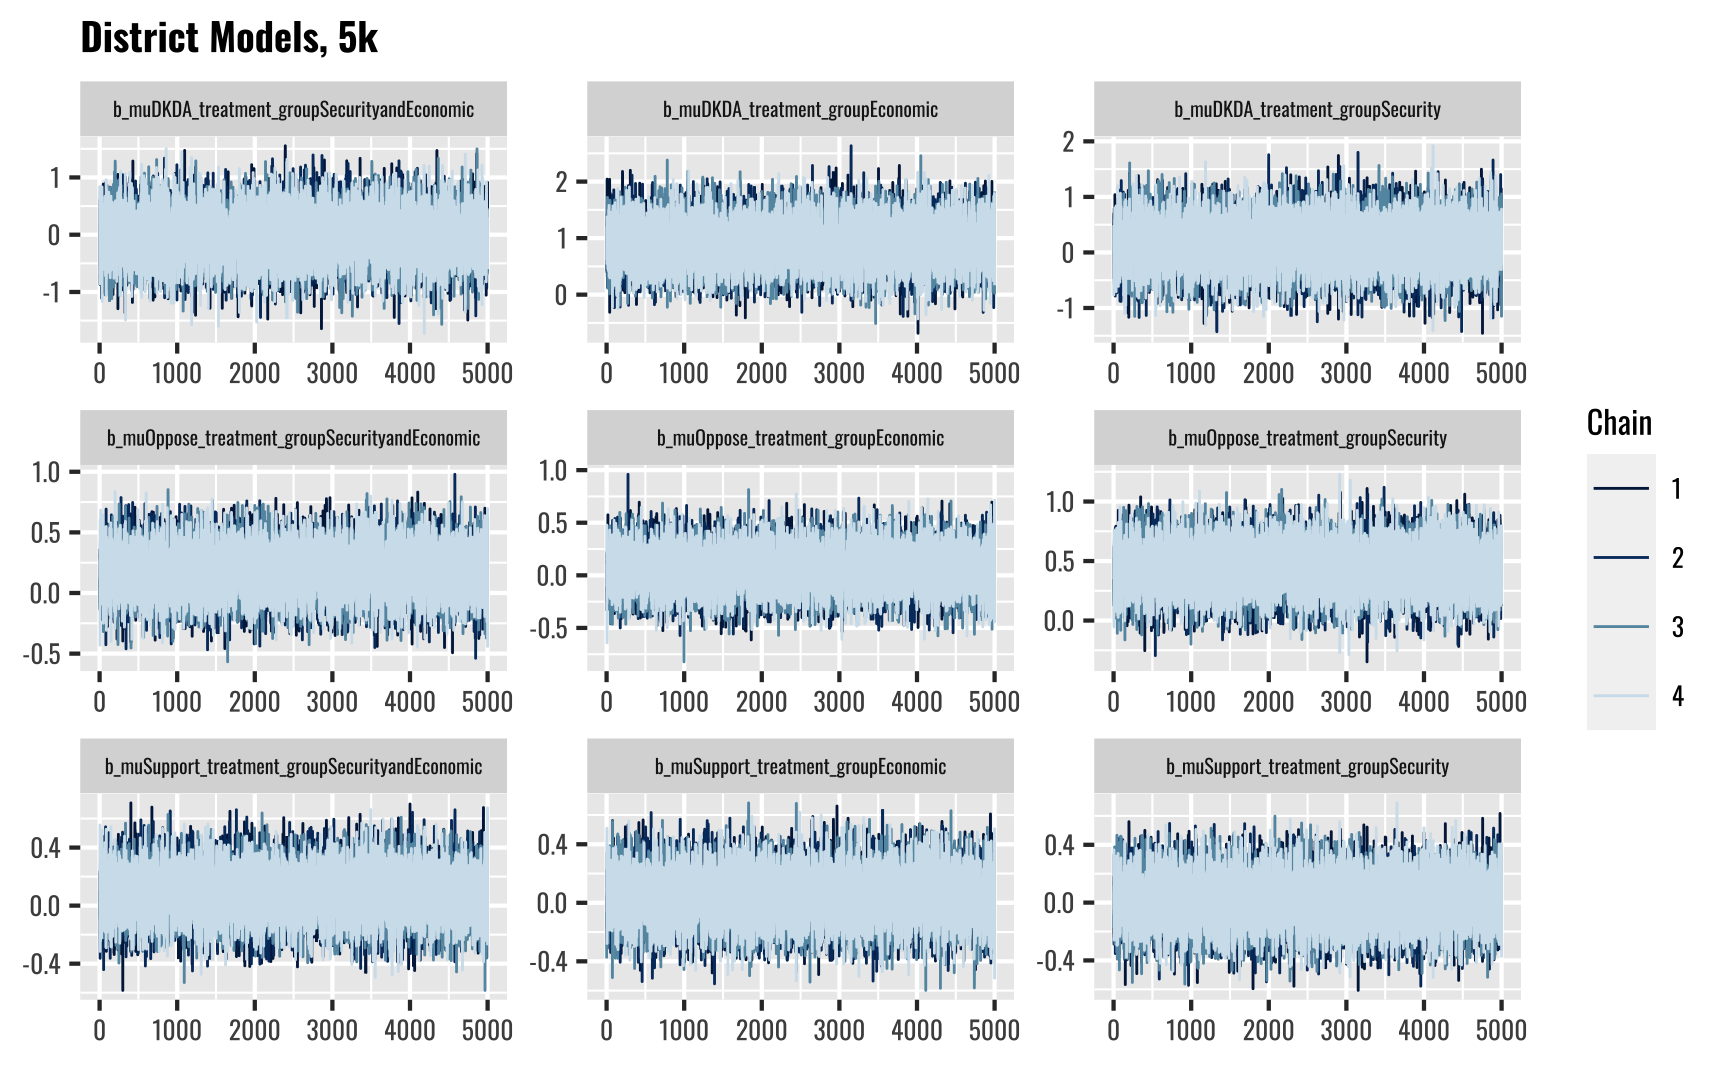 District Models, 5k
b_muDKDA_treatment_groupSecurityandEconomic
b_muDKDA_treatment_groupEconomic
b_muDKDA_treatment_groupSecurity
1
0
-1
2
1
0
2
1
0
-1
0 1000 2000 3000 4000 5000
0 1000 2000 3000 4000 5000
0 1000 2000 3000 4000 5000
b_muOppose_treatment_groupSecurityandEconomic
b_muOppose_treatment_groupEconomic
b_muOppose_treatment_groupSecurity
1.0
0.5
0.0
-0.5
1.0
0.5
0.0
-0.5
1.0
0.5
0.0
0 1000 2000 3000 4000 5000
0 1000 2000 3000 4000 5000
0 1000 2000 3000 4000 5000
b_muSupport_treatment_groupSecurityandEconomic
b_muSupport_treatment_groupEconomic
b_muSupport_treatment_groupSecurity
0.4
0.0
-0.4
0.4
0.0
-0.4
0.4
0.0
-0.4
0 1000 2000 3000 4000 5000
0 1000 2000 3000 4000 5000
0 1000 2000 3000 4000 5000
Chain
1
2
3
4